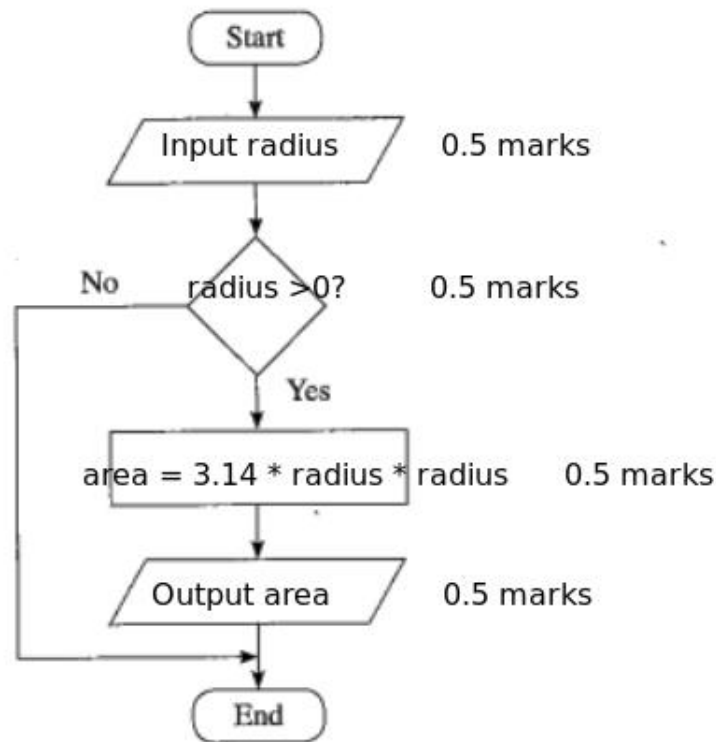 Start
Input radius 0.5 marks
No radius >0? 0.5 marks
Yes
area = 3.14 * radius * radius 0.5 marks
Output area 0.5 marks
End